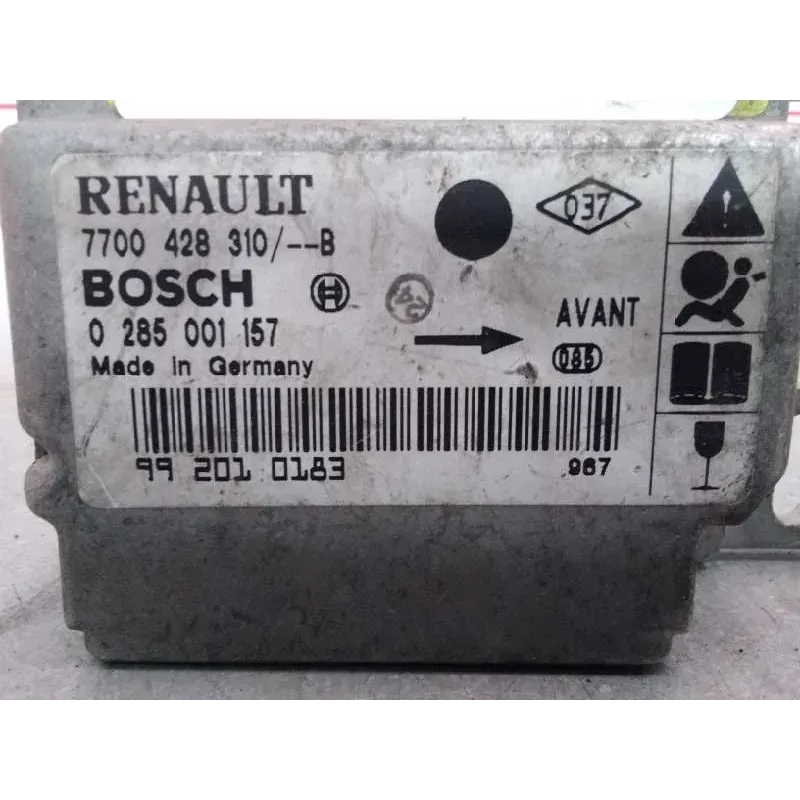 RENAULT
037
7700 428 310/--B
BOSCH
AVANT
0 285 001 157
085
Made in Germany
99 201 0183
967